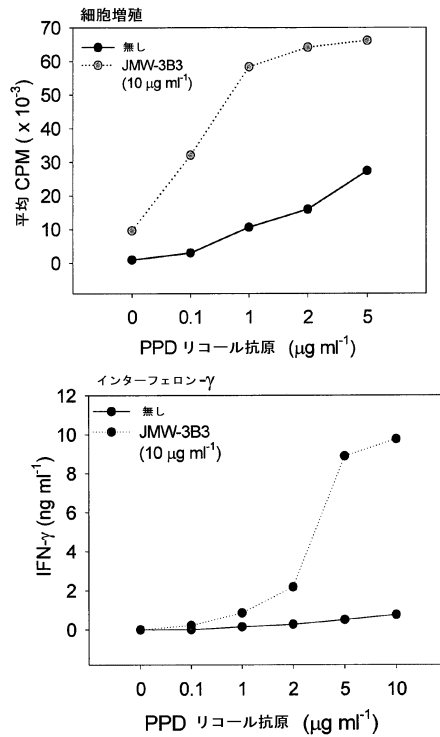 細胞増殖
70
60
50
40
30
20
10
0
平均 CPM ( x 10⁻³)
無し
JMW-3B3
(10 μg ml⁻¹)
0 0.1 1 2 5
PPD リコール抗原 (μg ml⁻¹)
インターフェロン-γ
12
10
8
6
4
2
0
IFN-γ (ng ml⁻¹)
無し
JMW-3B3
(10 μg ml⁻¹)
0 0.1 1 2 5 10
PPD リコール抗原 (μg ml⁻¹)